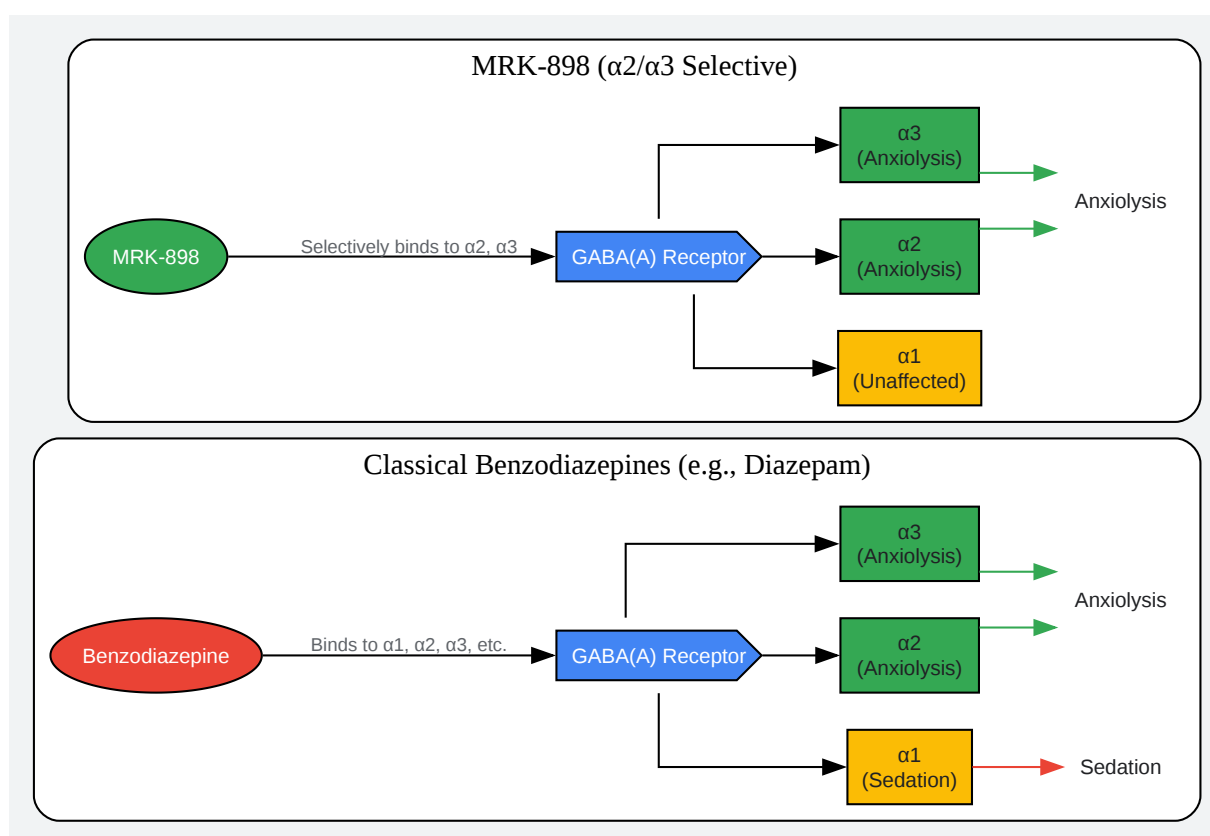 MRK-898 (α2/α3 Selective)
α3
(Anxiolysis)
Anxiolysis
MRK-898
Selectively binds to α2, α3
GABA(A) Receptor
α2
(Anxiolysis)
α1
(Unaffected)
Classical Benzodiazepines (e.g., Diazepam)
α3
(Anxiolysis)
Anxiolysis
Benzodiazepine
Binds to α1, α2, α3, etc.
GABA(A) Receptor
α2
(Anxiolysis)
α1
(Sedation)
Sedation